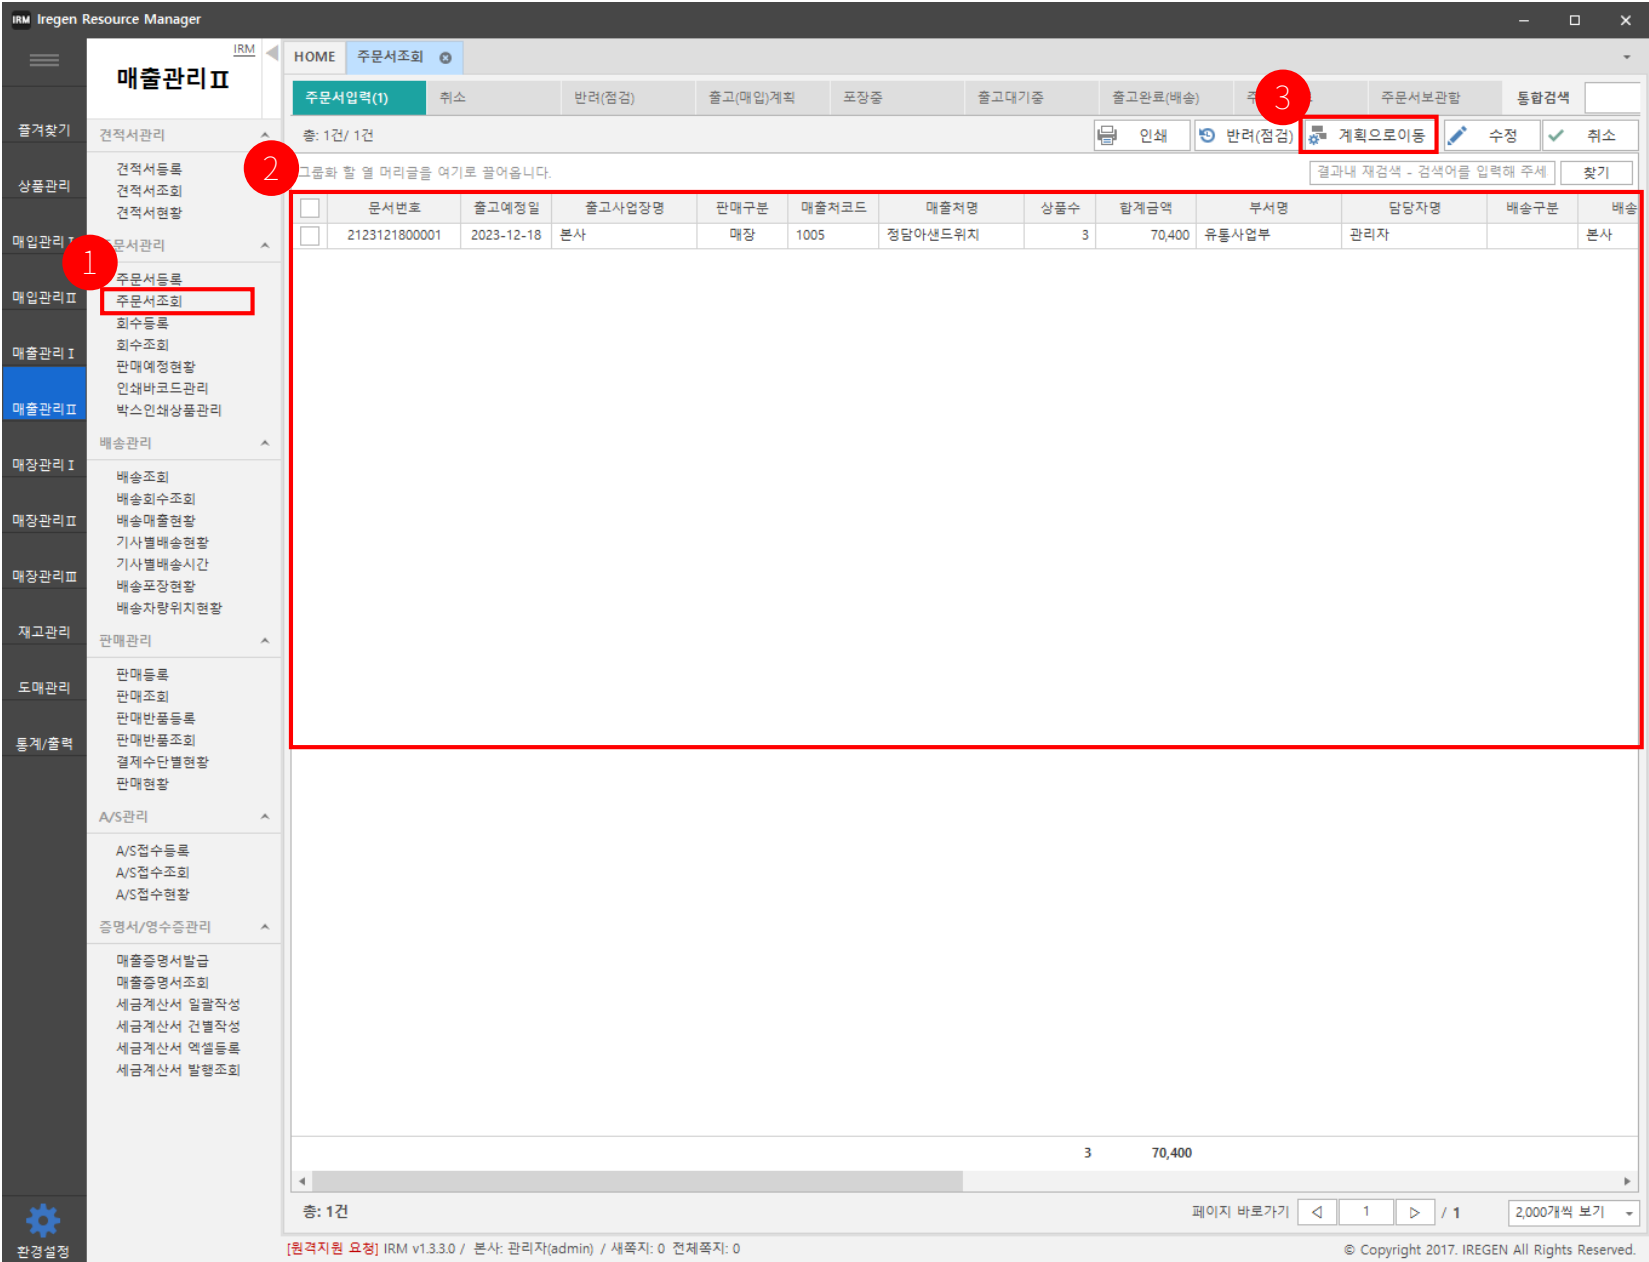 IRM Iregen Resource Manager
IRM
매출관리Ⅱ
즐겨찾기
상품관리
매입관리
매입관리Ⅱ
매출관리Ⅰ
매출관리Ⅱ
매장관리Ⅰ
매장관리Ⅱ
매장관리Ⅲ
재고관리
도매관리
통계/출력
환경설정
견적서관리
견적서등록
견적서조회
견적서현황
문서관리
1
주문서등록
주문서조회
회수등록
회수조회
판매예정현황
인쇄바코드관리
박스인쇄상품관리
배송관리
배송조회
배송회수조회
배송매출현황
기사별배송현황
기사별배송시간
배송포장현황
배송차량위치현황
판매관리
판매등록
판매조회
판매반품등록
판매반품조회
결제수단별현황
판매현황
A/S관리
A/S접수등록
A/S접수조회
A/S접수현황
증명서/영수증관리
매출증명서발급
매출증명서조회
세금계산서 일괄작성
세금계산서 건별작성
세금계산서 엑셀등록
세금계산서 발행조회
HOME 주문서조회
주문서입력(1) 취소 반려(점검) 출고(매입)계획 포장중 출고대기중 출고완료(배송) 3 주문서보관함 통합검색
총: 1건/ 1건 인쇄 반려(점검) 계획으로이동 수정 취소
2 그룹화 할 열 머리글을 여기로 끌어옵니다. 결과내 재검색 - 검색어를 입력해 주세 찾기
문서번호 출고예정일 출고사업장명 판매구분 매출처코드 매출처명 상품수 합계금액 부서명 담당자명 배송구분 배송
2123121800001 2023-12-18 본사 매장 1005 정담아샌드위치 3 70,400 유통사업부 관리자 본사
3 70,400
총: 1건 페이지 바로가기 1 / 1 2,000개씩 보기
[원격지원 요청] IRM v1.3.3.0 / 본사: 관리자(admin) / 새쪽지: 0 전체쪽지: 0 © Copyright 2017. IREGEN All Rights Reserved.